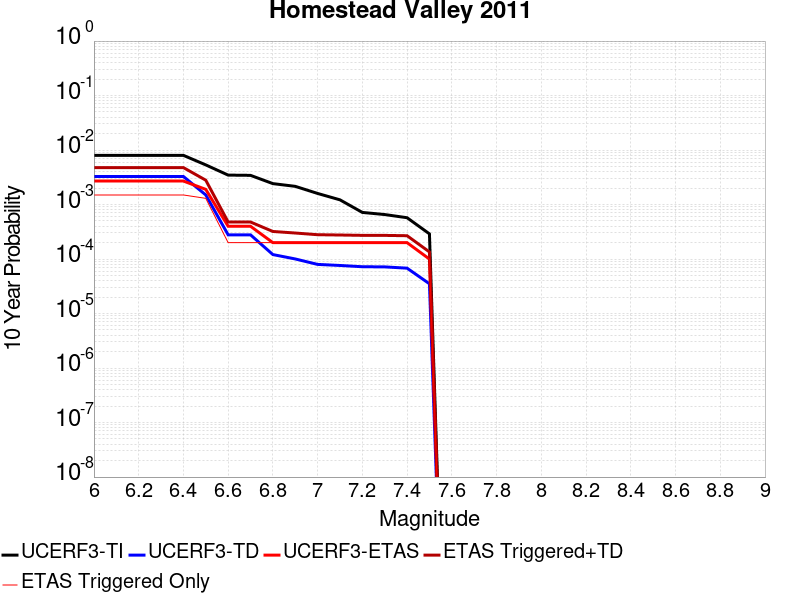 Homestead Valley 2011
10 Year Probability
10^0
10^-1
10^-2
10^-3
10^-4
10^-5
10^-6
10^-7
10^-8
6 6.2 6.4 6.6 6.8 7 7.2 7.4 7.6 7.8 8 8.2 8.4 8.6 8.8 9
Magnitude
UCERF3-TI UCERF3-TD UCERF3-ETAS ETAS Triggered+TD
ETAS Triggered Only